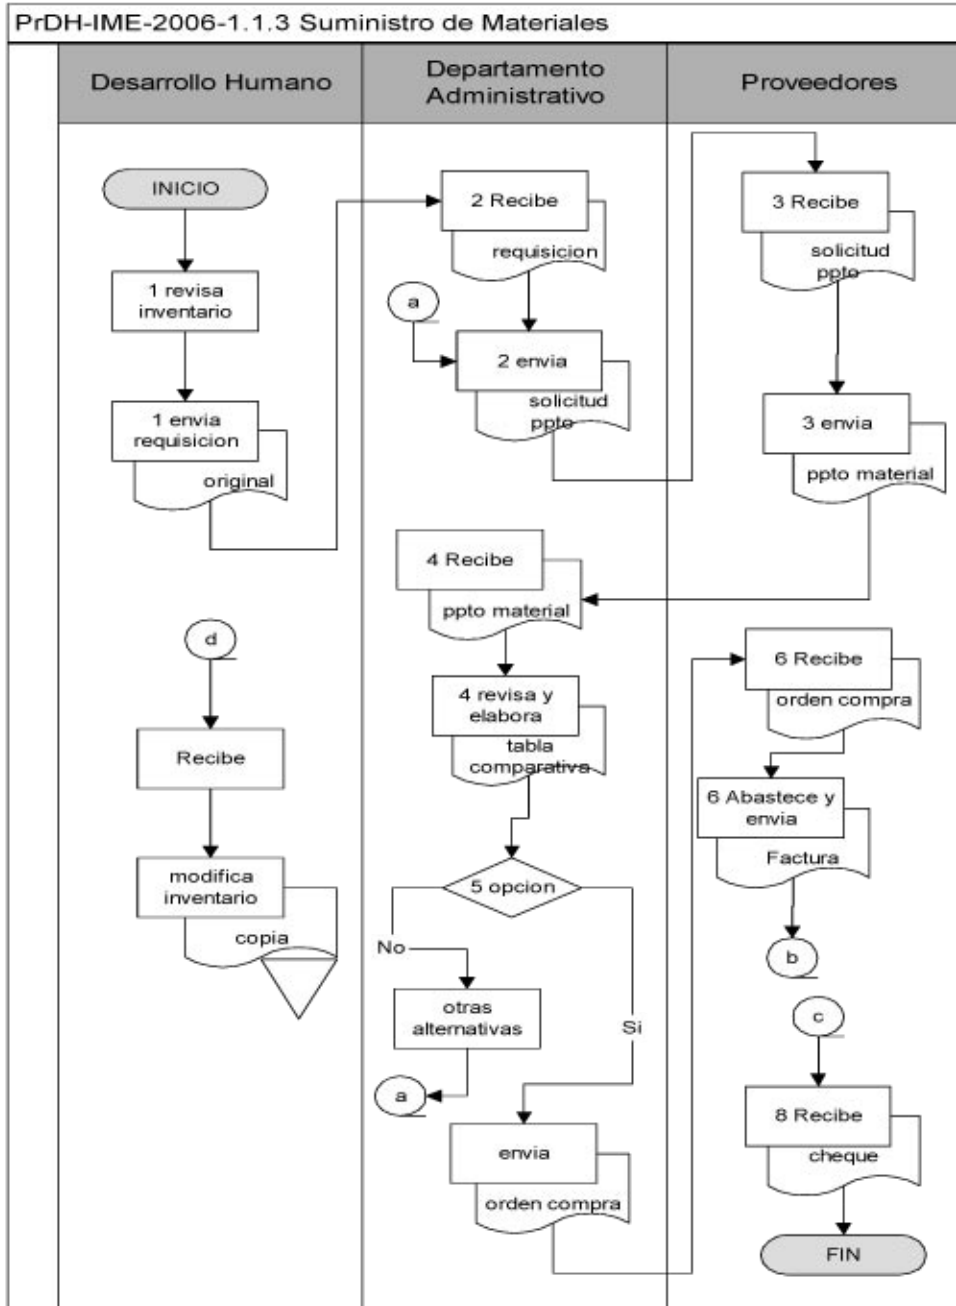 PrDH-IME-2006-1.1.3 Suministro de Materiales
Desarrollo Humano
Departamento
Administrativo
Proveedores
INICIO
1 revisa
inventario
1 envia
requisicion
original
d
Recibe
modifica
inventario
copia
2 Recibe
requisicion
a
2 envia
solicitud
ppto
4 Recibe
ppto material
4 revisa y
elabora
tabla
comparativa
5 opcion
No
Si
otras
alternativas
a
envia
orden compra
3 Recibe
solicitud
ppto
3 envia
ppto material
6 Recibe
orden compra
6 Abastece y
envia
Factura
b
c
8 Recibe
cheque
FIN